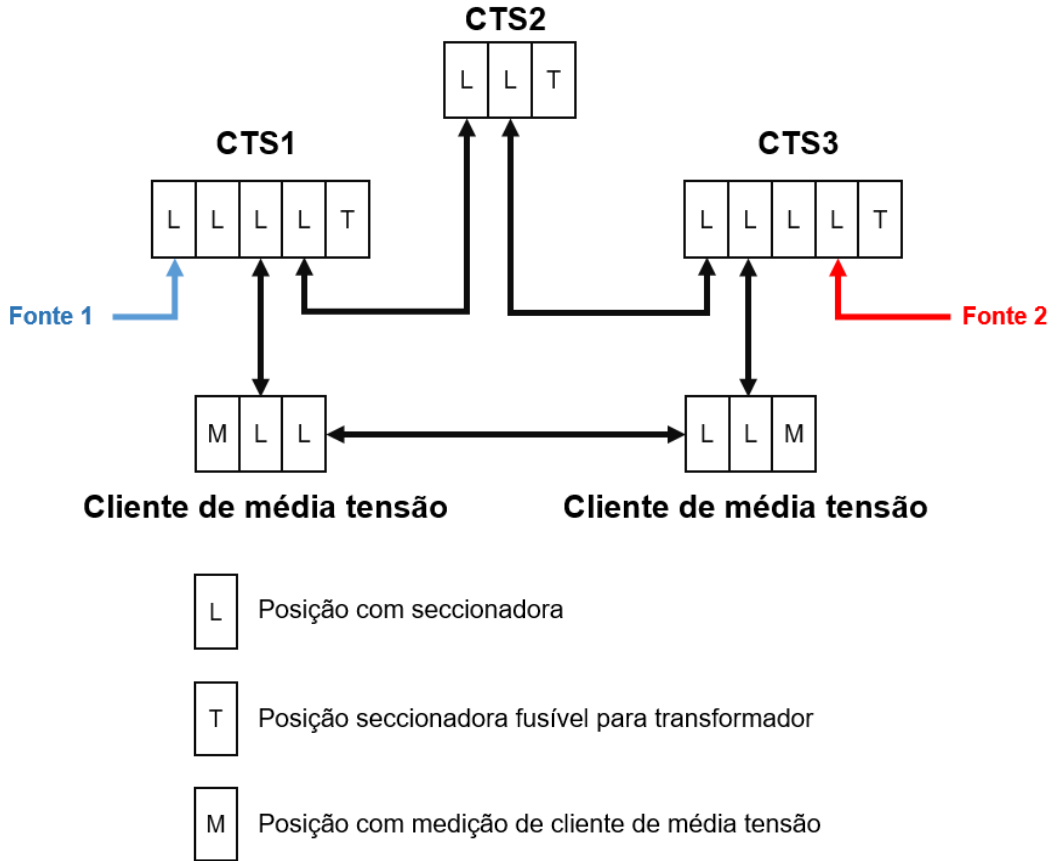 CTS2
L L T
CTS1
CTS3
L L L L T
L L L L T
Fonte 1
Fonte 2
M L L
L L M
Cliente de média tensão
Cliente de média tensão
L Posição com seccionadora
T Posição seccionadora fusível para transformador
M Posição com medição de cliente de média tensão